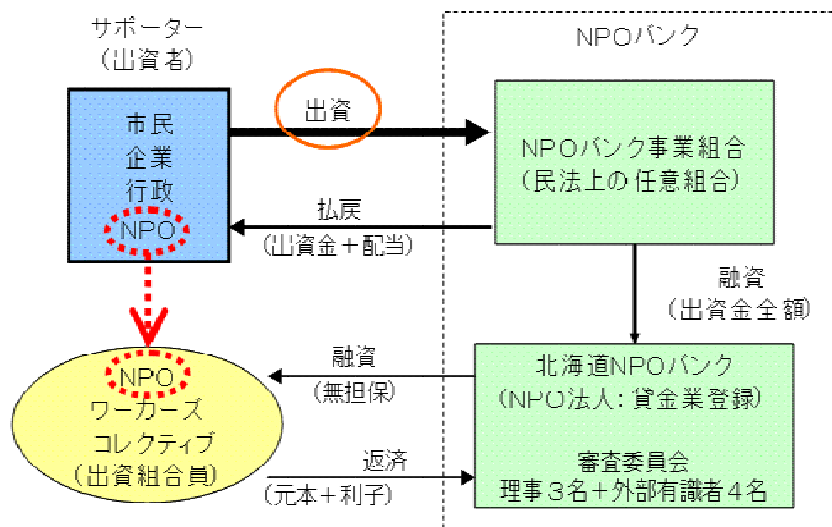 サポーター
(出資者)
市民
企業
行政
NPO
出資
払戻
(出資金＋配当)
NPOバンク
NPOバンク事業組合
(民法上の任意組合)
融資
(出資金全額)
NPO
ワーカーズ
コレクティブ
(出資組合員)
融資
(無担保)
返済
(元本＋利子)
北海道NPOバンク
(NPO法人：貸金業登録)
審査委員会
理事３名＋外部有識者４名